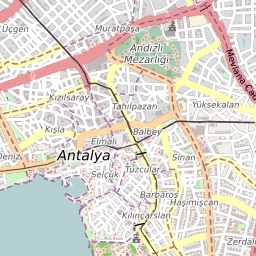 Üçgen
Muratpaşa
Andızlı
Mezarlığı
Mevlana Cad
Kızılsaray
Tahılpazarı
Yüksekalan
Kışla
Balbey
Elmalı
Deniz
Antalya
Sinan
Selçuk
Tuzcular
Barbaros
Haşimişcan
Kılınçarslan
Zerdali